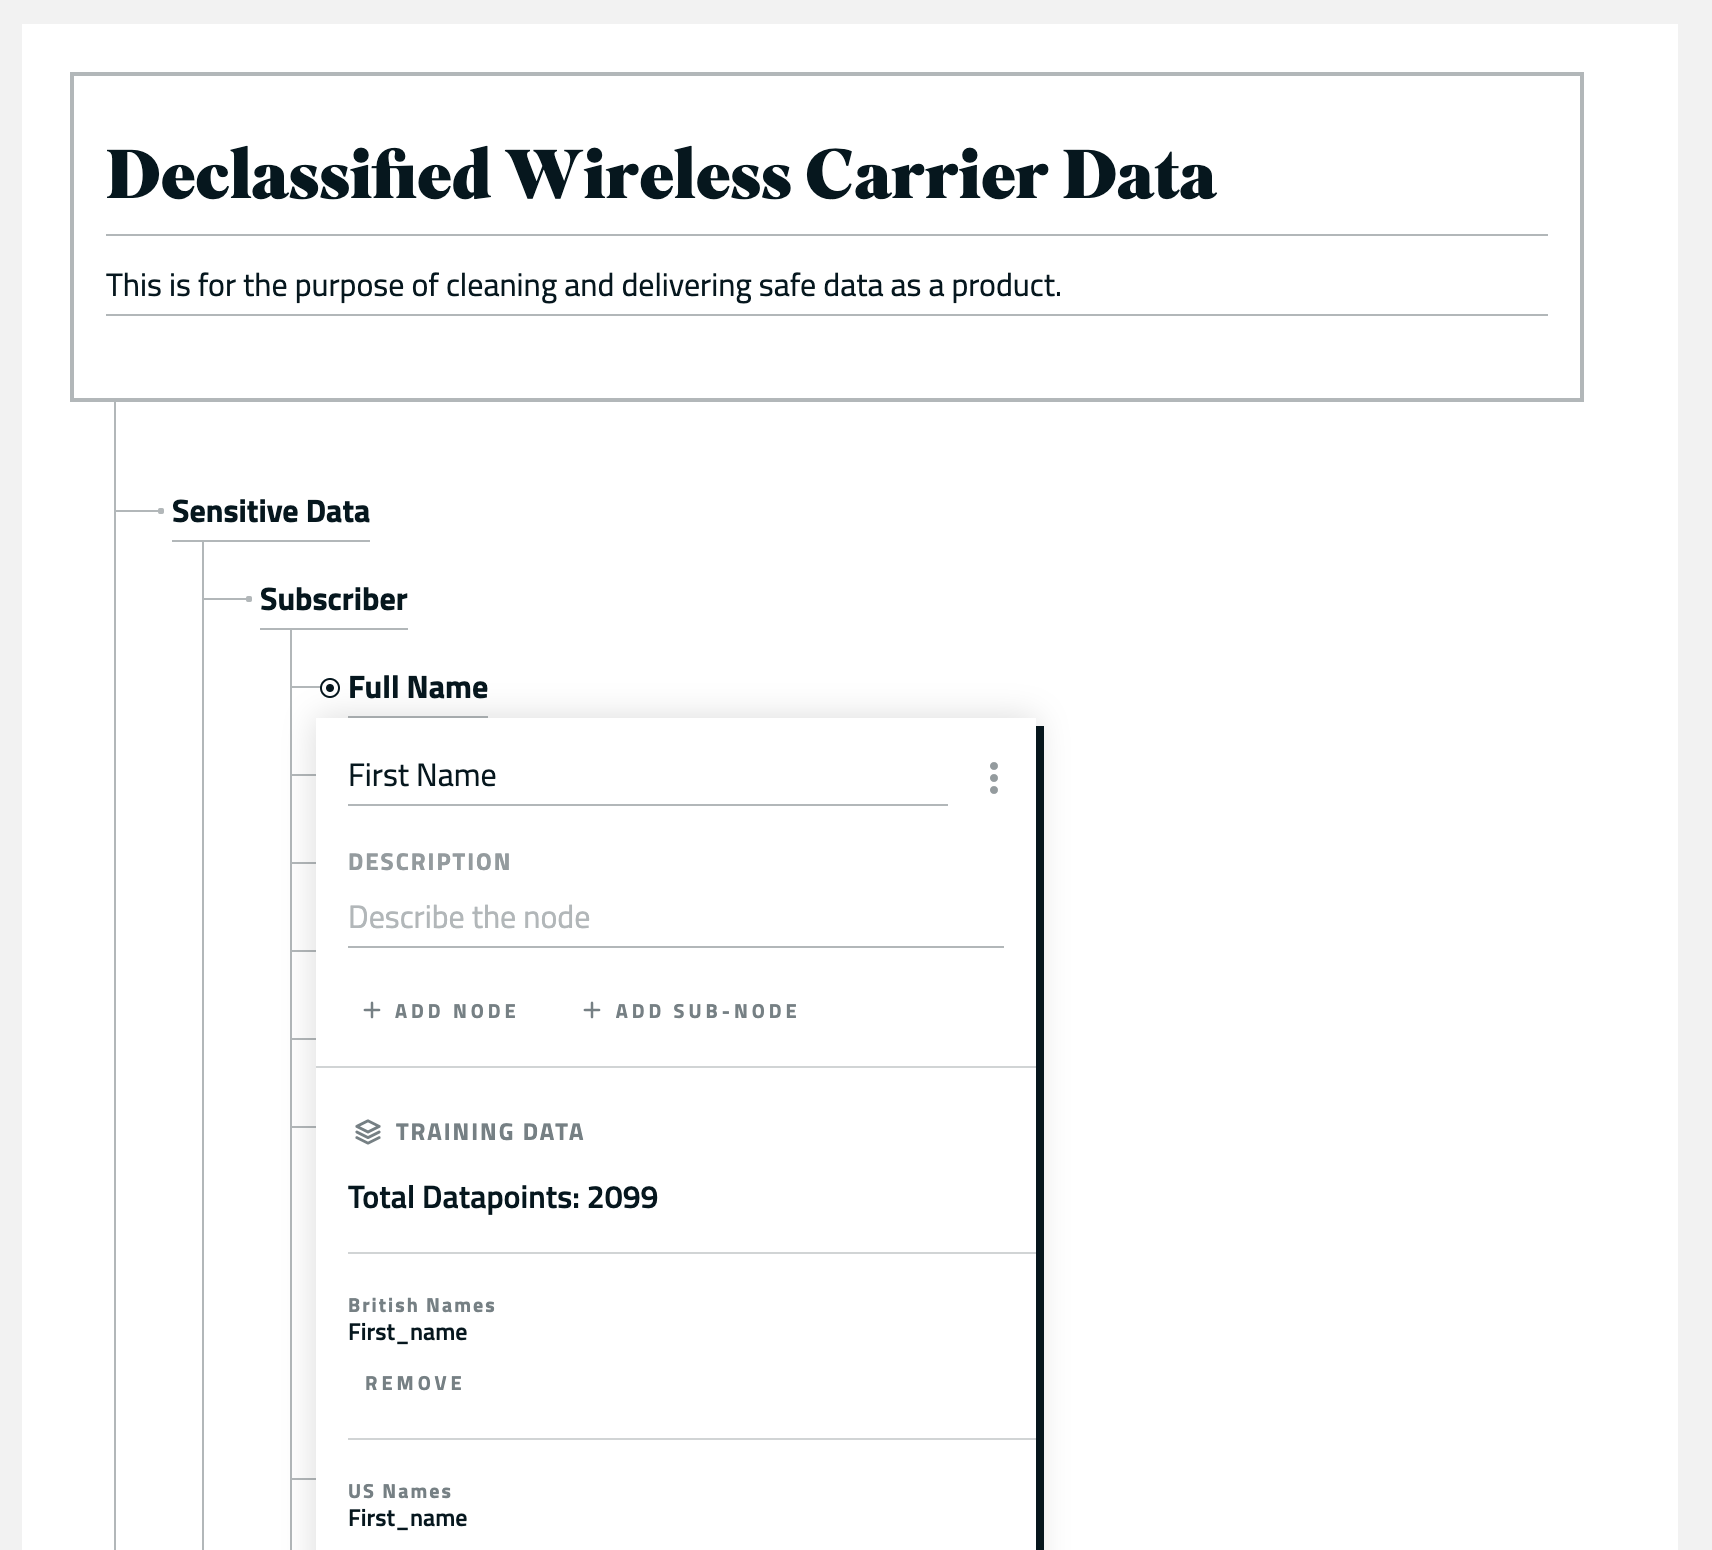 Declassified Wireless Carrier Data
This is for the purpose of cleaning and delivering safe data as a product.
Sensitive Data
Subscriber
Full Name
First Name
DESCRIPTION
Describe the node
+ ADD NODE + ADD SUB-NODE
TRAINING DATA
Total Datapoints: 2099
British Names
First_name
REMOVE
US Names
First_name